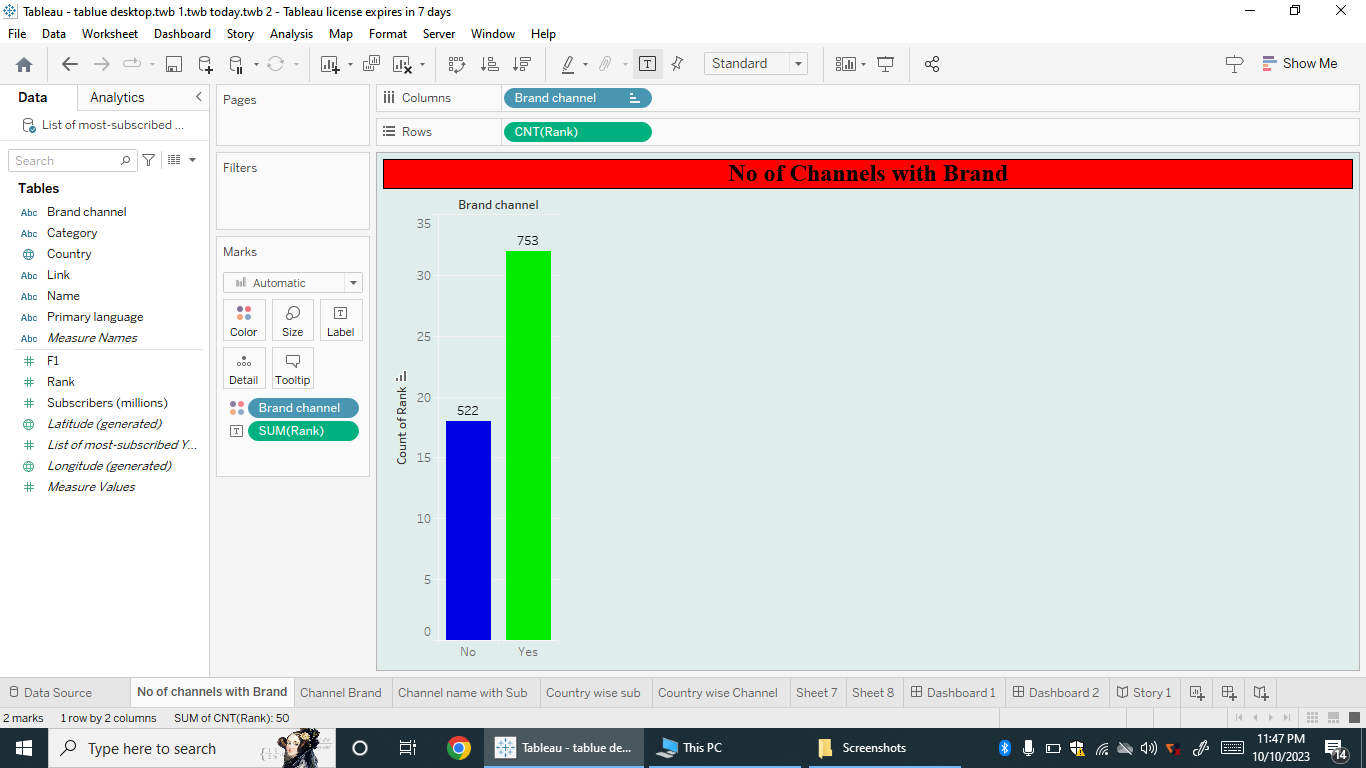 Tableau - tablue desktop.twb 1.twb today.twb 2 - Tableau license expires in 7 days
File Data Worksheet Dashboard Story Analysis Map Format Server Window Help
Standard
Show Me
Data Analytics
List of most-subscribed ...
Search
Tables
Abc Brand channel
Abc Category
Country
Abc Link
Abc Name
Abc Primary language
Abc Measure Names
F1
Rank
Subscribers (millions)
Latitude (generated)
List of most-subscribed Y...
Longitude (generated)
Measure Values
Pages
Filters
Marks
Automatic
Color Size Label
Detail Tooltip
Brand channel
SUM(Rank)
Columns Brand channel
Rows CNT(Rank)
No of Channels with Brand
Brand channel
35
30
25
20
15
10
5
0
Count of Rank
753
522
No Yes
Data Source No of channels with Brand Channel Brand Channel name with Sub Country wise sub Country wise Channel Sheet 7 Sheet 8 Dashboard 1 Dashboard 2 Story 1
2 marks 1 row by 2 columns SUM of CNT(Rank): 50
Type here to search
Tableau - tablue de...
This PC
Screenshots
11:47 PM
10/10/2023
14